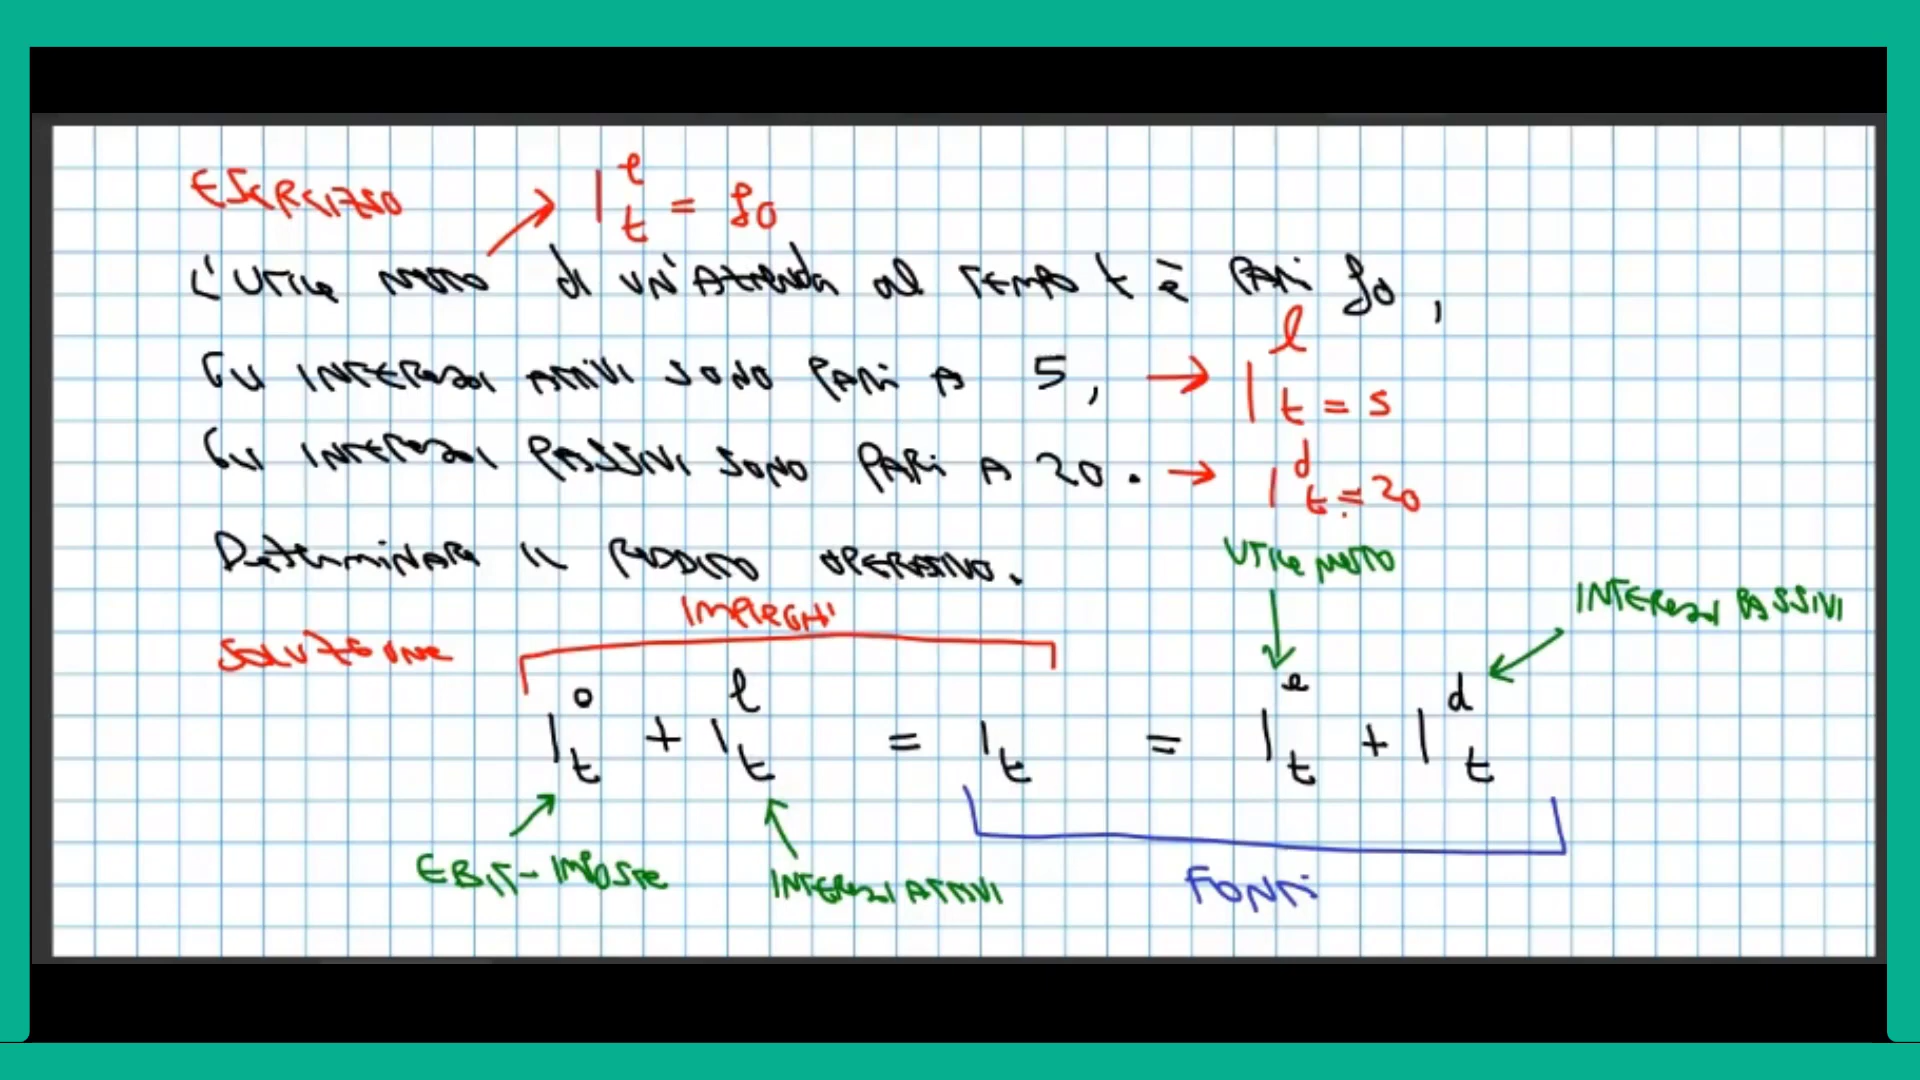 ESERCIZIO
I^e_t = 80
L'UTILE NETTO di UN'AZIENDA al TEMPO t è PARI 80,
GLI INTERESSI ATTIVI SONO PARI A 5, → I^l_t = 5
GLI INTERESSI PASSIVI SONO PARI A 20. → I^d_t = 20
DETERMINARE IL REDDITO OPERATIVO.
UTILE NETTO
INTERESSI PASSIVI
IMPIEGHI
SOLUZIONE
I^o_t + I^l_t = I_t = I^e_t + I^d_t
EBIT - IMPOSTE
INTERESSI ATTIVI
FONTI